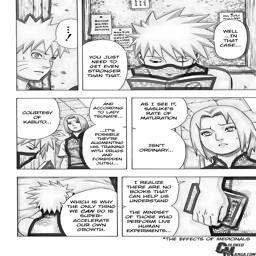 WELL
...IN
THAT
CASE...
YOU JUST
NEED TO
GET EVEN
STRONGER
THAN THAT.
...
AS I SEE IT,
SASUKE'S
RATE OF
MATURATION
ISN'T
ORDINARY...
AND
ACCORDING
TO LADY
TSUNADE...
...IT'S
POSSIBLE
THEY'RE
AUGMENTING
HIS TRAINING
WITH DRUGS
AND
FORBIDDEN
JUTSU...
COURTESY
OF
KABUTO...
I REALIZE
THERE ARE NO
BOOKS THAT
CAN HELP US
UNDERSTAND
THE MINDSET
OF THOSE
WHO PERFORM
HUMAN
EXPERIMENTS...
*THE EFFECTS OF MEDICINALS
WHICH IS WHY
THE ONLY THING
WE CAN DO IS
SUPER-
ACCELERATE
OUR OWN
GROWTH.